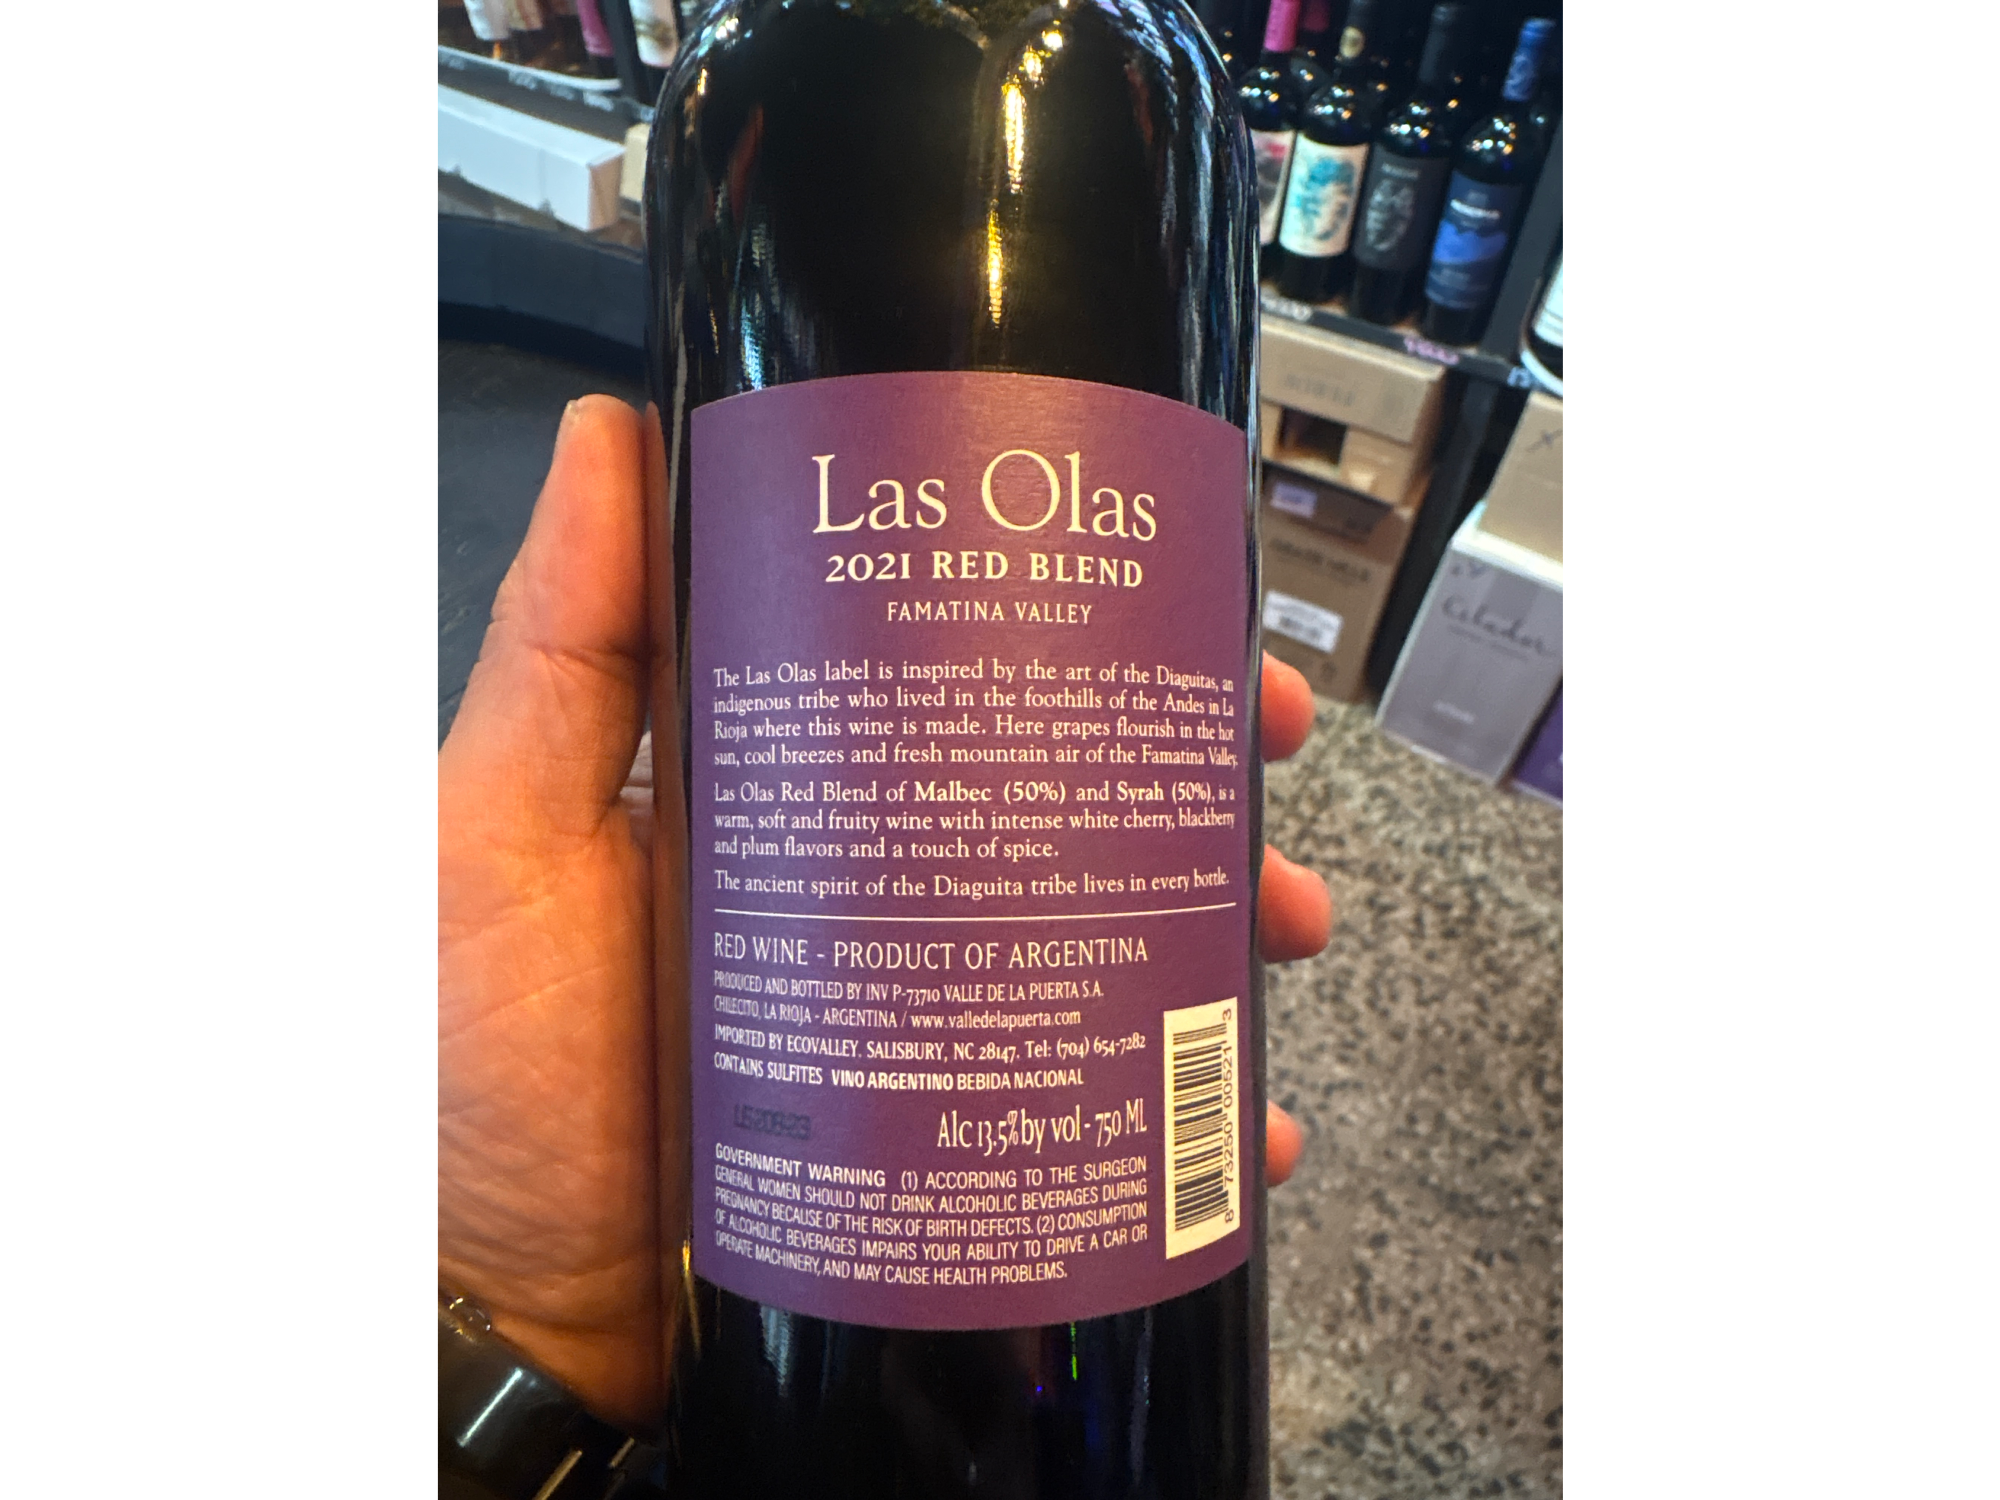 Las Olas
2021 RED BLEND
FAMATINA VALLEY
The Las Olas label is inspired by the art of the Diaguitas, an
indigenous tribe who lived in the foothills of the Andes in La
Rioja where this wine is made. Here grapes flourish in the hot
sun, cool breezes and fresh mountain air of the Famatina Valley.
Las Olas Red Blend of Malbec (50%) and Syrah (50%), is a
warm, soft and fruity wine with intense white cherry, blackberry
and plum flavors and a touch of spice.
The ancient spirit of the Diaguita tribe lives in every bottle.
RED WINE - PRODUCT OF ARGENTINA
PRODUCED AND BOTTLED BY INV P-73710 VALLE DE LA PUERTA S.A.
CHILECITO, LA RIOJA - ARGENTINA / www.valledelapuerta.com
IMPORTED BY ECOVALLEY. SALISBURY, NC 28147. Tel: (704) 654-7282
CONTAINS SULFITES VINO ARGENTINO BEBIDA NACIONAL
Alc 13.5% by vol - 750 ML
GOVERNMENT WARNING (1) ACCORDING TO THE SURGEON
GENERAL WOMEN SHOULD NOT DRINK ALCOHOLIC BEVERAGES DURING
PREGNANCY BECAUSE OF THE RISK OF BIRTH DEFECTS. (2) CONSUMPTION
OF ALCOHOLIC BEVERAGES IMPAIRS YOUR ABILITY TO DRIVE A CAR OR
OPERATE MACHINERY, AND MAY CAUSE HEALTH PROBLEMS.
8 73250 00521 3
Celador